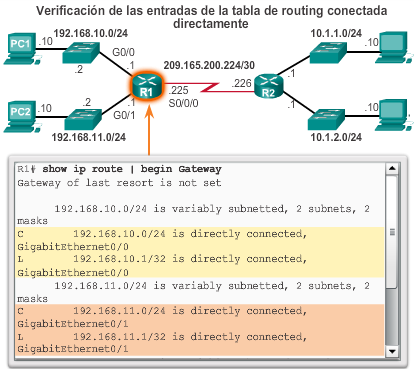 Verificación de las entradas de la tabla de routing conectada
directamente
192.168.10.0/24
10.1.1.0/24
PC1
.10
G0/0
.10
.2
.1
.1
209.165.200.224/30
R1
.225
.226
R2
S0/0/0
PC2
.10
.2
.1
G0/1
.1
.10
192.168.11.0/24
10.1.2.0/24
R1# show ip route | begin Gateway
Gateway of last resort is not set
192.168.10.0/24 is variably subnetted, 2 subnets, 2
masks
C 192.168.10.0/24 is directly connected,
GigabitEthernet0/0
L 192.168.10.1/32 is directly connected,
GigabitEthernet0/0
192.168.11.0/24 is variably subnetted, 2 subnets, 2
masks
C 192.168.11.0/24 is directly connected,
GigabitEthernet0/1
L 192.168.11.1/32 is directly connected,
GigabitEthernet0/1